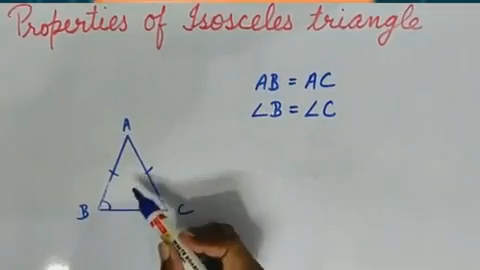 Properties of Isosceles triangle
AB = AC
∠B = ∠C
A
B
C